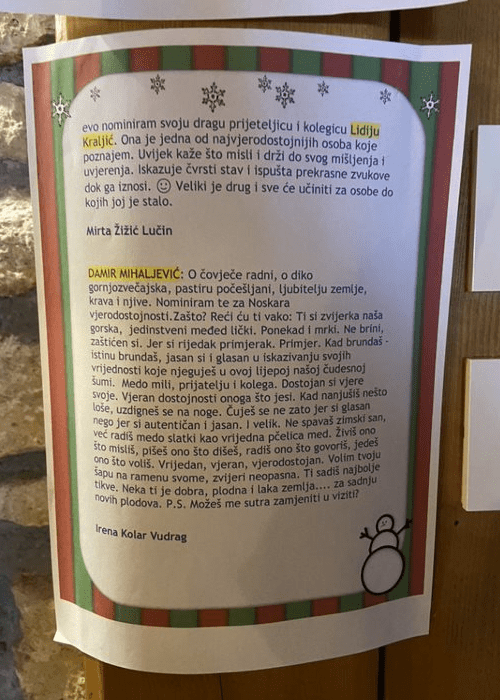 evo nominiram svoju dragu prijateljicu i kolegicu Lidiju
Kraljić. Ona je jedna od najvjerodostojnijih osoba koje
poznajem. Uvijek kaže što misli i drži do svog mišljenja i
uvjerenja. Iskazuje čvrsti stav i ispušta prekrasne zvukove
dok ga iznosi. ☺ Veliki je drug i sve će učiniti za osobe do
kojih joj je stalo.
Mirta Žižić Lučin
DAMIR MIHALJEVIĆ: O čovječe radni, o diko
gornjozvečajska, pastiru počešljani, ljubitelju zemlje,
krava i njive. Nominiram te za Noskara
vjerodostojnosti.Zašto? Reći ću ti vako: Ti si zvijerka naša
gorska, jedinstveni međed lički. Ponekad i mrki. Ne brini,
zaštićen si. Jer si rijedak primjerak. Primjer. Kad brundaš -
istinu brundaš, jasan si i glasan u iskazivanju svojih
vrijednosti koje njeguješ u ovoj lijepoj našoj čudesnoj
šumi. Medo mili, prijatelju i kolega. Dostojan si vjere
svoje. Vjeran dostojnosti onoga što jesi. Kad nanjušiš nešto
loše, uzdigneš se na noge. Čuješ se ne zato jer si glasan
nego jer si autentičan i jasan. I velik. Ne spavaš zimski san,
već radiš medo slatki kao vrijedna pčelica med. Živiš ono
što misliš, pišeš ono što dišeš, radiš ono što govoriš, jedeš
ono što voliš. Vrijedan, vjeran, vjerodostojan. Volim tvoju
šapu na ramenu svome, zvijeri neopasna. Ti sadiš najbolje
tikve. Neka ti je dobra, plodna i laka zemlja.... za sadnju
novih plodova. P.S. Možeš me sutra zamjeniti u viziti?
Irena Kolar Vudrag